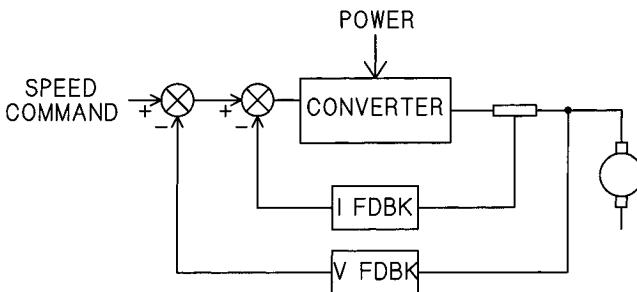 POWER
SPEED
COMMAND
+
−
+
−
CONVERTER
I FDBK
V FDBK